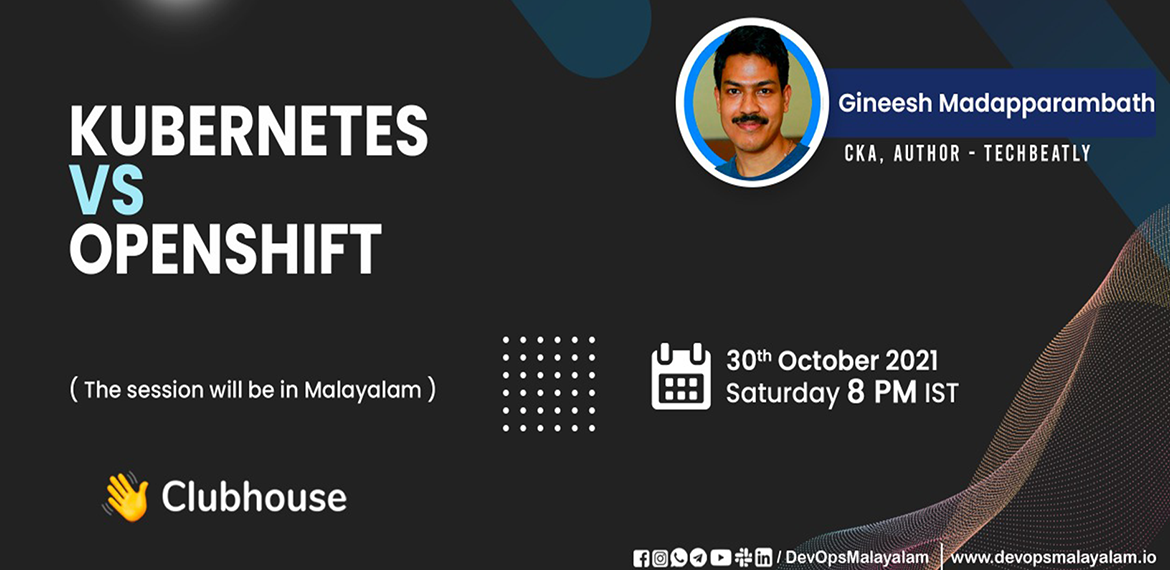 KUBERNETES
VS
OPENSHIFT
Gineesh Madapparambath
CKA, AUTHOR - TECHBEATLY
( The session will be in Malayalam )
30th October 2021
Saturday 8 PM IST
Clubhouse
/ DevOpsMalayalam | www.devopsmalayalam.io